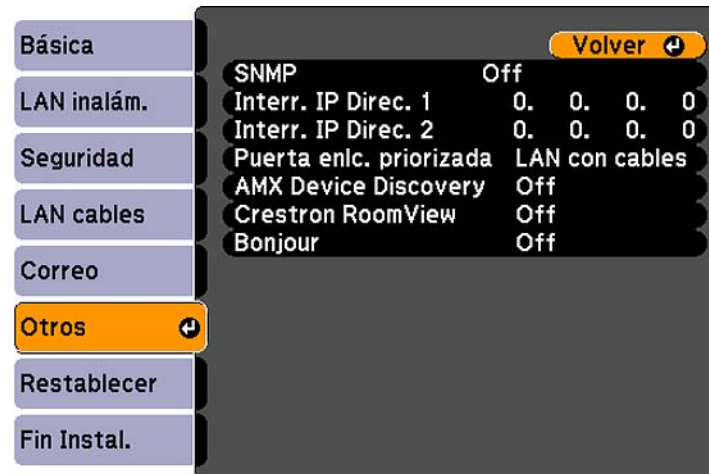 Básica
LAN inalám.
Seguridad
LAN cables
Correo
Otros
Restablecer
Fin Instal.
Volver
SNMP Off
Interr. IP Direc. 1 0. 0. 0. 0
Interr. IP Direc. 2 0. 0. 0. 0
Puerta enlc. priorizada LAN con cables
AMX Device Discovery Off
Crestron RoomView Off
Bonjour Off